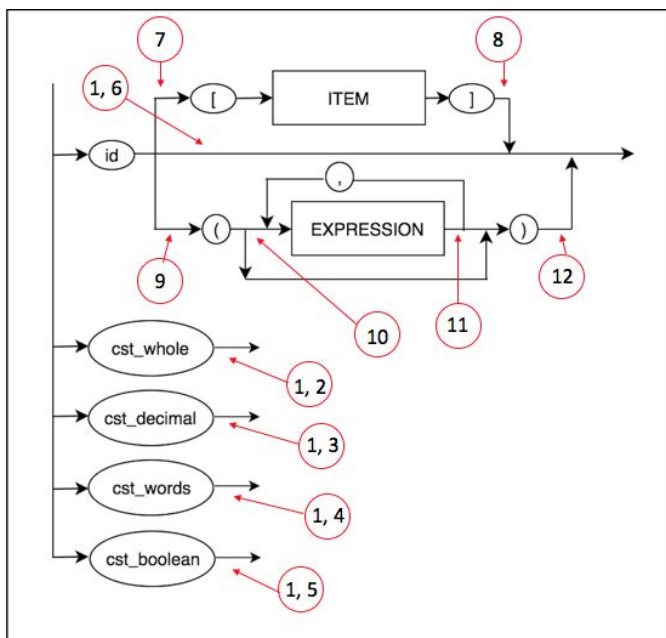 7
8
1, 6
[
ITEM
]
id
,
(
EXPRESSION
)
9
10
11
12
cst_whole
1, 2
cst_decimal
1, 3
cst_words
1, 4
cst_boolean
1, 5